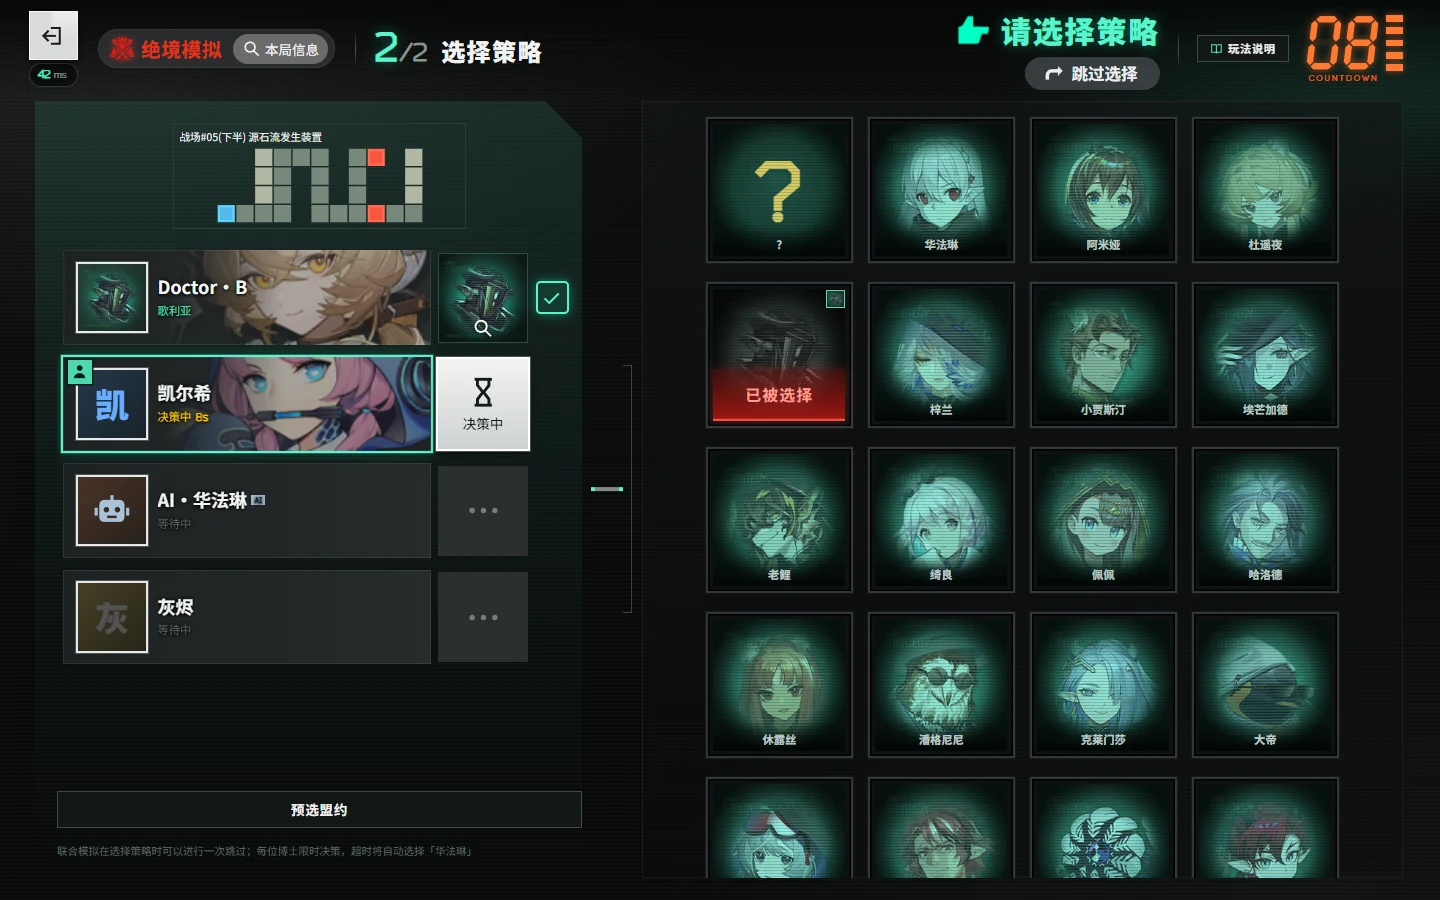 42 ms
绝境模拟
本局信息
2/2 选择策略
请选择策略
跳过选择
玩法说明
08
COUNTDOWN
战场#05(下半) 源石流发生装置
Doctor·B
歌利亚
凯
凯尔希
决策中 8s
决策中
AI·华法琳 AI
等待中
灰
灰烬
等待中
预选盟约
联合模拟在选择策略时可以进行一次跳过；每位博士限时决策，超时将自动选择「华法琳」
?
?
华法琳
阿米娅
杜遥夜
已被选择
梓兰
小贾斯汀
埃芒加德
老鲤
绮良
佩佩
哈洛德
休露丝
潘格尼尼
克莱门莎
大帝